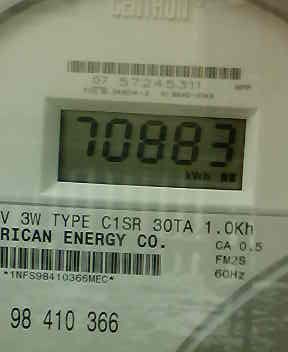 CENTRON
07 57245311
70883
kWh
V 3W TYPE C1SR 30TA 1.0Kh
RICAN ENERGY CO.
CA 0.5
FM2S
60Hz
*1NFS98410366MEC*
98 410 366